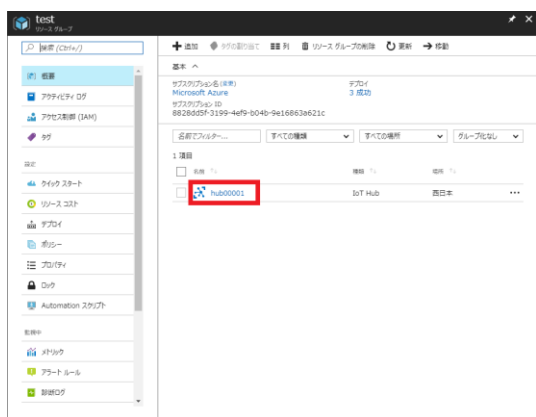 test
リソース グループ
検索 (Ctrl+/)
概要
アクティビティ ログ
アクセス制御 (IAM)
タグ
設定
クイック スタート
リソース コスト
デプロイ
ポリシー
プロパティ
ロック
Automation スクリプト
監視中
メトリック
アラート ルール
診断ログ
追加 タグの割り当て 列 リソース グループの削除 更新 移動
基本
サブスクリプション名 (変更) デプロイ
Microsoft Azure 3 成功
サブスクリプション ID
8828dd5f-3199-4ef9-b04b-9e16863a621c
名前でフィルター... すべての種類 すべての場所 グループ化なし
1 項目
名前 種類 場所
hub00001 IoT Hub 西日本